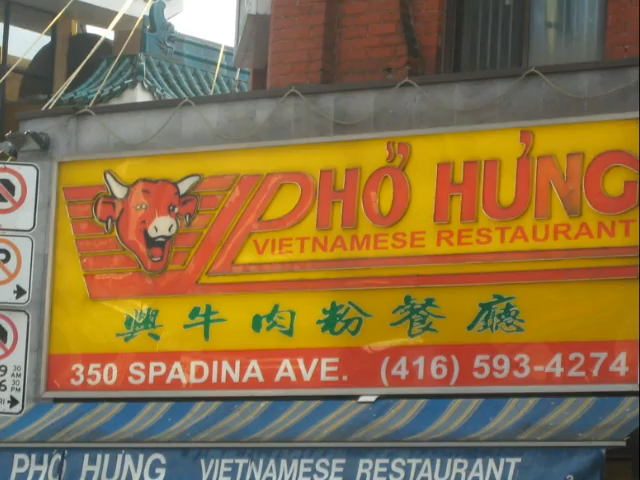 PHỞ HƯNG
VIETNAMESE RESTAURANT
興牛肉粉餐廳
350 SPADINA AVE. (416) 593-4274
PHO HUNG VIETNAMESE RESTAURANT